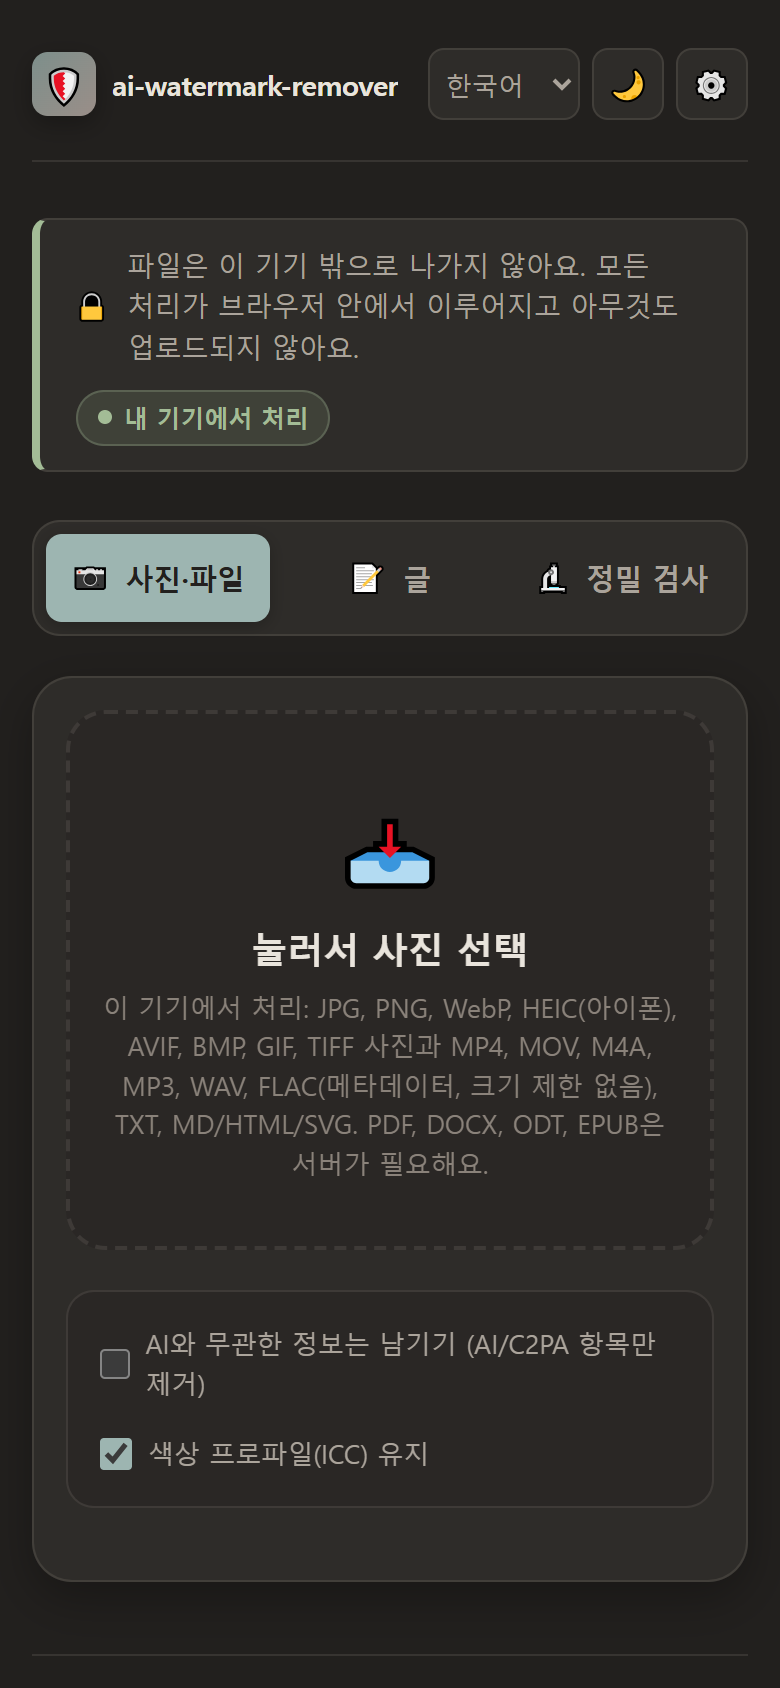 ai-watermark-remover
한국어
파일은 이 기기 밖으로 나가지 않아요. 모든
처리가 브라우저 안에서 이루어지고 아무것도
업로드되지 않아요.
내 기기에서 처리
사진·파일
글
정밀 검사
눌러서 사진 선택
이 기기에서 처리: JPG, PNG, WebP, HEIC(아이폰),
AVIF, BMP, GIF, TIFF 사진과 MP4, MOV, M4A,
MP3, WAV, FLAC(메타데이터, 크기 제한 없음),
TXT, MD/HTML/SVG. PDF, DOCX, ODT, EPUB은
서버가 필요해요.
AI와 무관한 정보는 남기기 (AI/C2PA 항목만
제거)
색상 프로파일(ICC) 유지